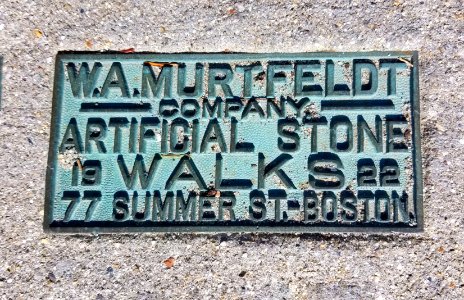 W.A.MURTFELDT
COMPANY
ARTIFICIAL STONE
19 WALKS 22
77 SUMMER ST.-BOSTON